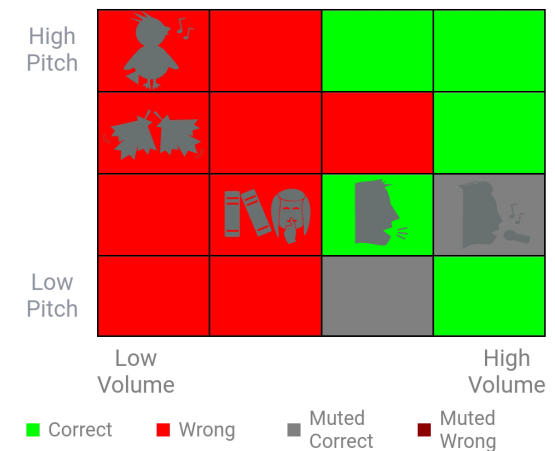 High
Pitch
Low
Pitch
Low
Volume
High
Volume
Correct
Wrong
Muted
Correct
Muted
Wrong